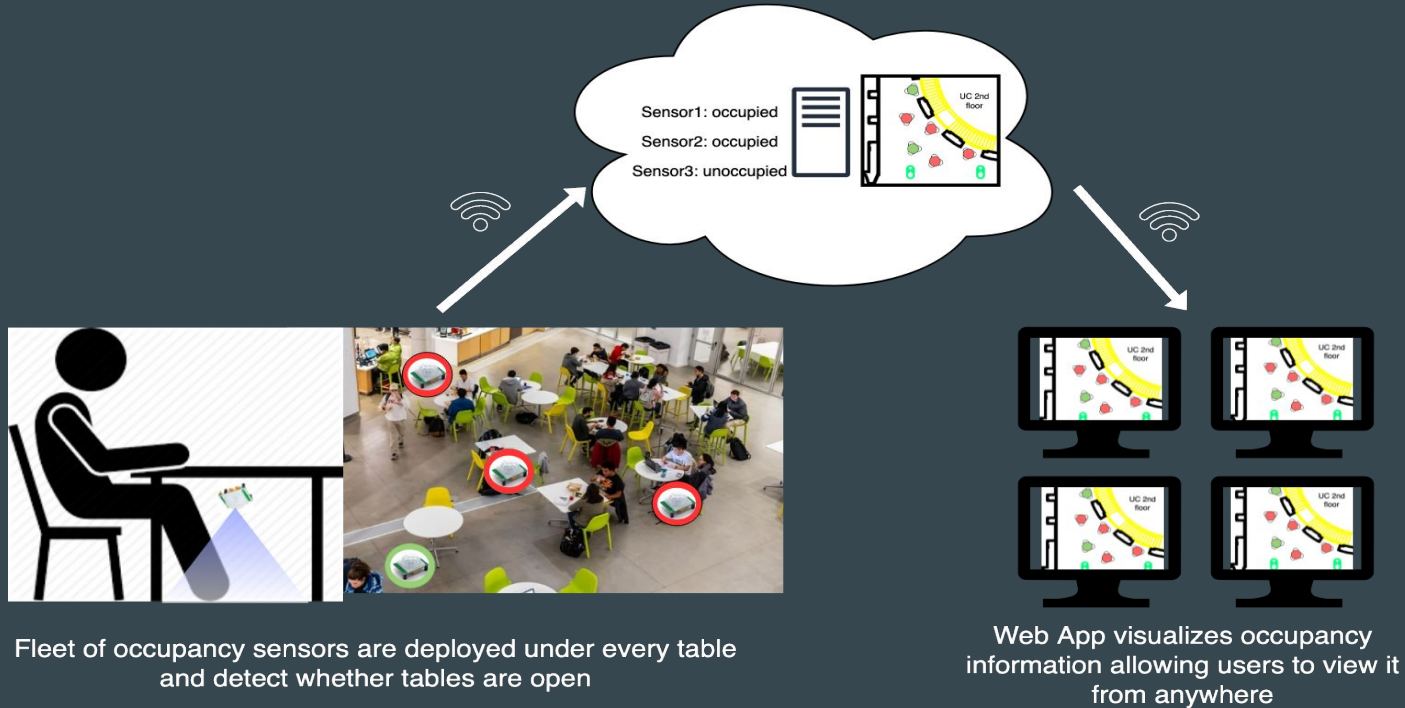 Sensor1: occupied
Sensor2: occupied
Sensor3: unoccupied
UC 2nd
floor
UC 2nd
floor
UC 2nd
floor
UC 2nd
floor
UC 2nd
floor
Fleet of occupancy sensors are deployed under every table
and detect whether tables are open
Web App visualizes occupancy
information allowing users to view it
from anywhere